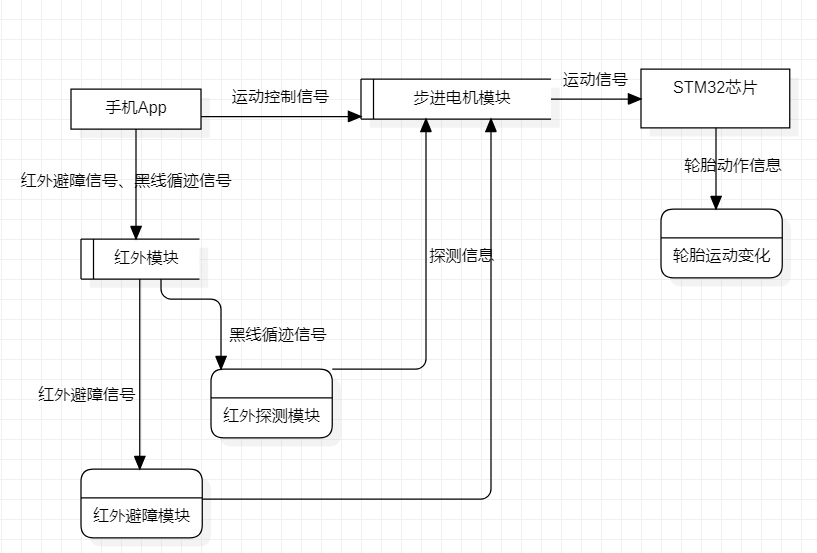 手机App
运动控制信号
步进电机模块
运动信号
STM32芯片
红外避障信号、黑线循迹信号
轮胎动作信息
红外模块
探测信息
轮胎运动变化
黑线循迹信号
红外避障信号
红外探测模块
红外避障模块